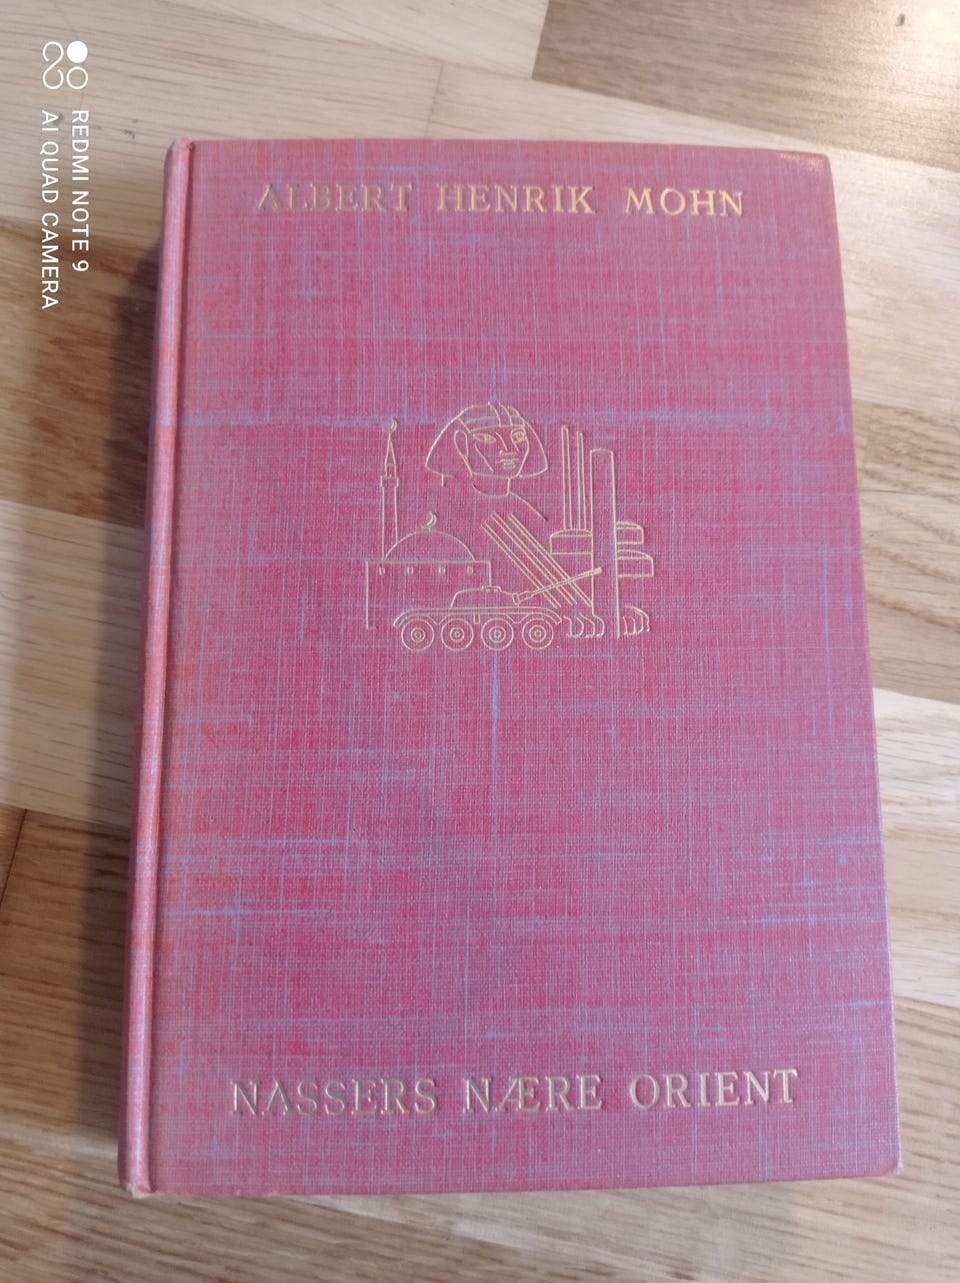 ALBERT HENRIK MOHN
NASSERS NÆRE ORIENT
REDMI NOTE 9
AI QUAD CAMERA